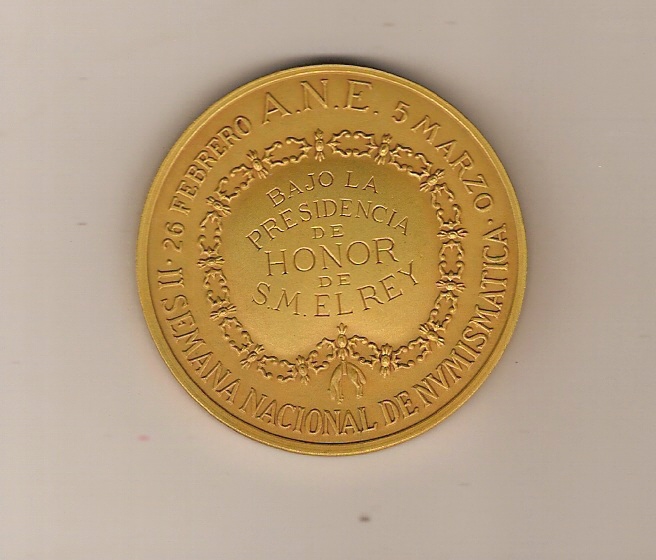 26 FEBRERO A.N.E. 5 MARZO ·
II SEMANA NACIONAL DE NVMISMATICA
BAJO LA
PRESIDENCIA
DE
HONOR
DE
S.M. EL REY